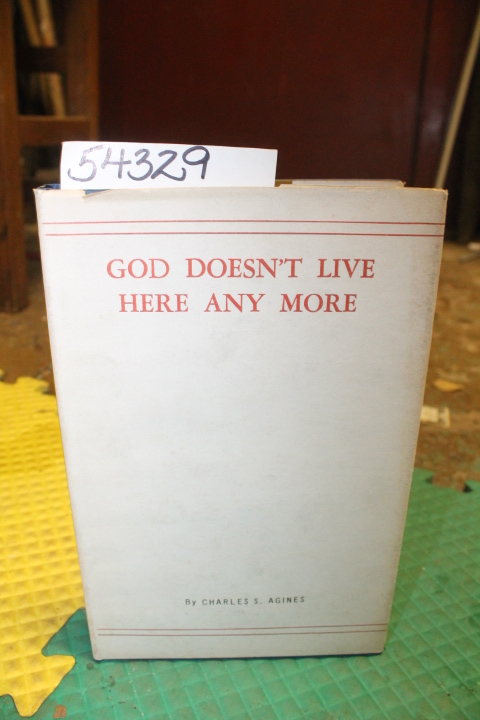 54329
GOD DOESN'T LIVE
HERE ANY MORE
By CHARLES S. AGINES